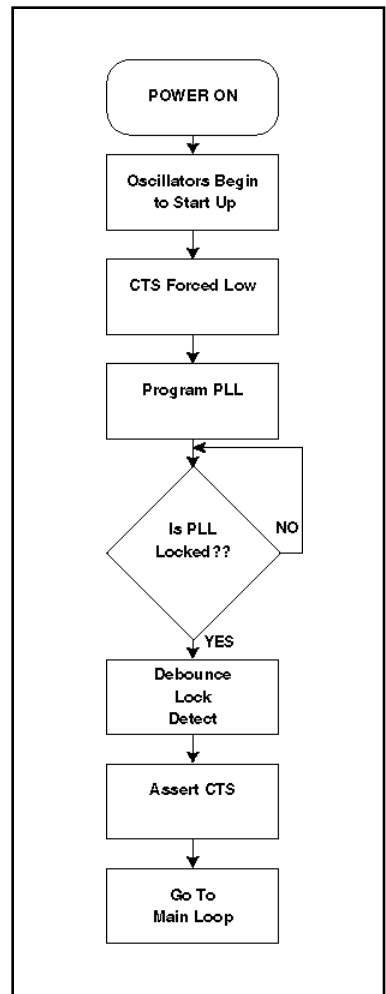 POWER ON
Oscillators Begin
to Start Up
CTS Forced Low
Program PLL
Is PLL
Locked??
NO
YES
Debounce
Lock
Detect
Assert CTS
Go To
Main Loop